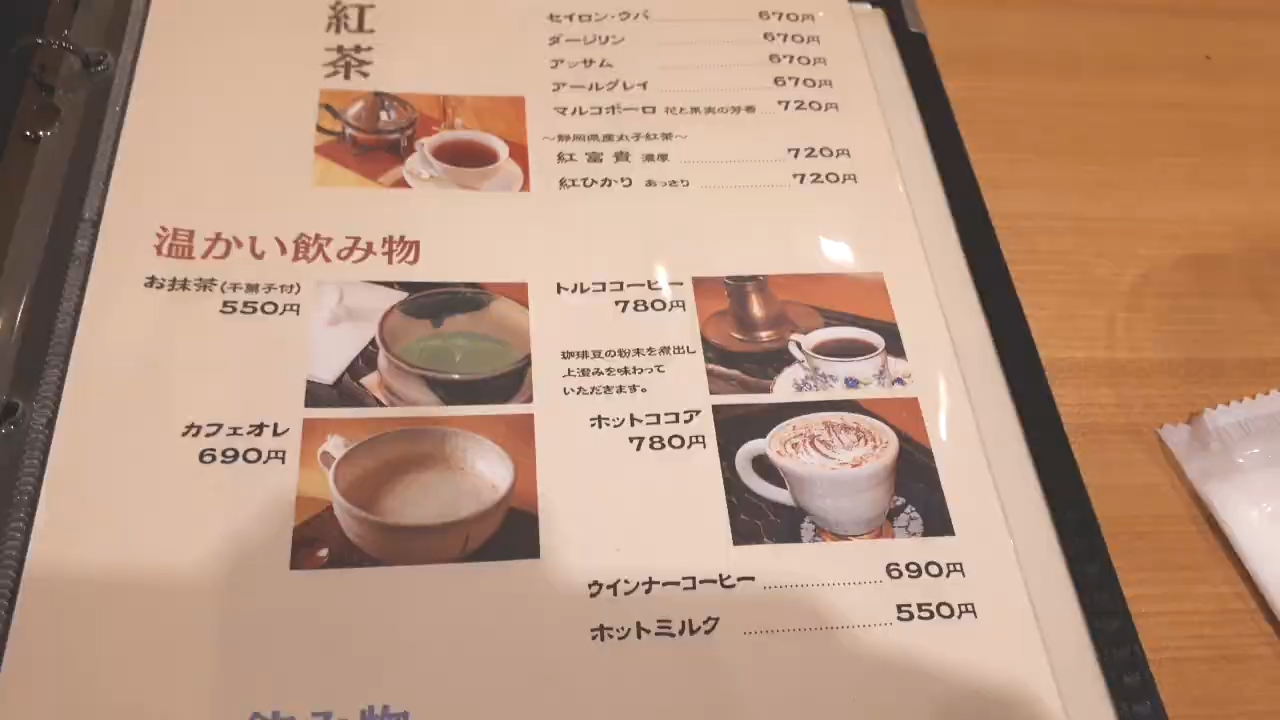 紅茶
セイロン・ウバ 670円
ダージリン 670円
アッサム 670円
アールグレイ 670円
マルコポーロ 花と果実の芳香 720円
〜静岡県産丸子紅茶〜
紅富貴 濃厚 720円
紅ひかり あっさり 720円
温かい飲み物
お抹茶(干菓子付)
550円
トルココーヒー
780円
珈琲豆の粉末を煮出し
上澄みを味わって
いただきます。
カフェオレ
690円
ホットココア
780円
ウインナーコーヒー 690円
ホットミルク 550円
飲み物